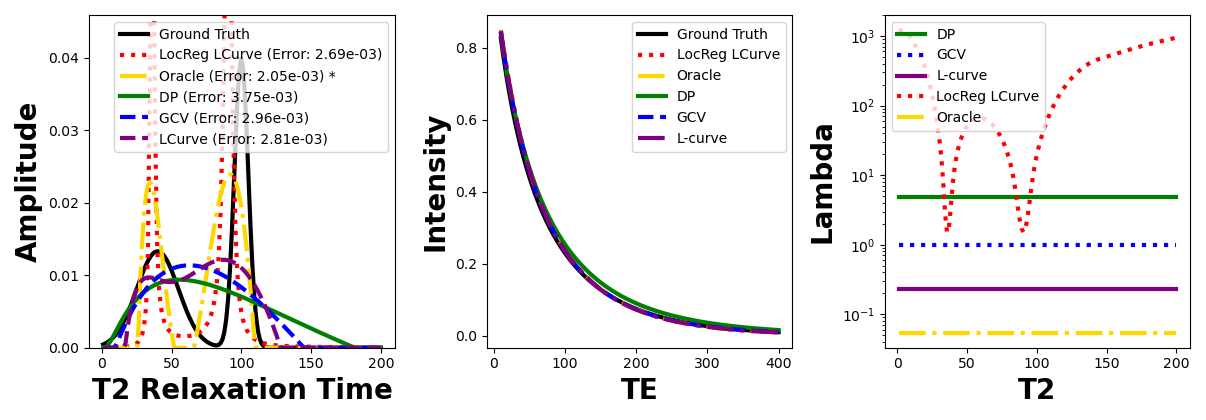 Amplitude
0.04
0.03
0.02
0.01
0.00
0
50
100
150
200
T2 Relaxation Time
Ground Truth
LocReg LCurve (Error: 2.69e-03)
Oracle (Error: 2.05e-03) *
DP (Error: 3.75e-03)
GCV (Error: 2.96e-03)
LCurve (Error: 2.81e-03)
Intensity
0.8
0.6
0.4
0.2
0.0
0
100
200
300
400
TE
Ground Truth
LocReg LCurve
Oracle
DP
GCV
L-curve
Lambda
10³
10²
10¹
10⁰
10⁻¹
0
50
100
150
200
T2
DP
GCV
L-curve
LocReg LCurve
Oracle